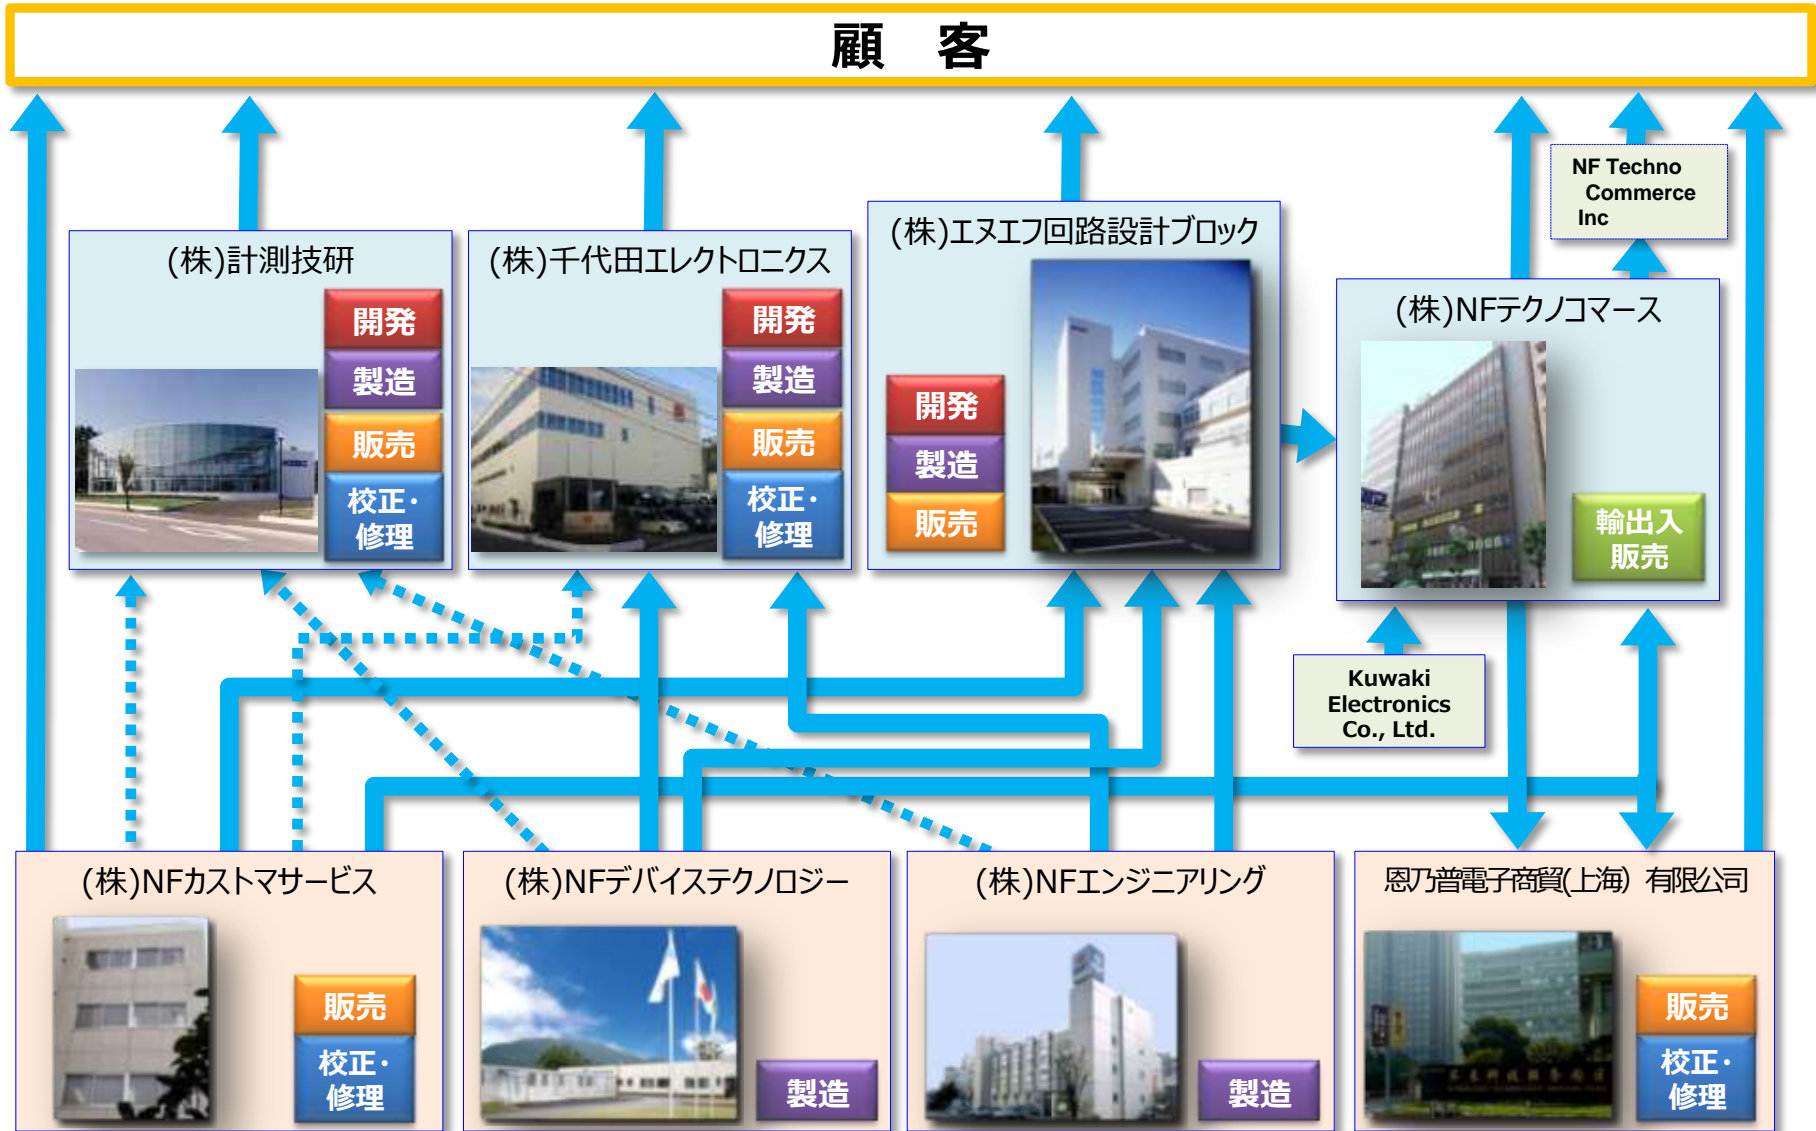 顧　客
NF Techno
Commerce
Inc
(株)計測技研
開発
製造
販売
校正・
修理
(株)千代田エレクトロニクス
開発
製造
販売
校正・
修理
(株)エヌエフ回路設計ブロック
開発
製造
販売
(株)NFテクノコマース
輸出入
販売
Kuwaki
Electronics
Co., Ltd.
(株)NFカストマサービス
販売
校正・
修理
(株)NFデバイステクノロジー
製造
(株)NFエンジニアリング
製造
恩乃普電子商貿(上海) 有限公司
販売
校正・
修理